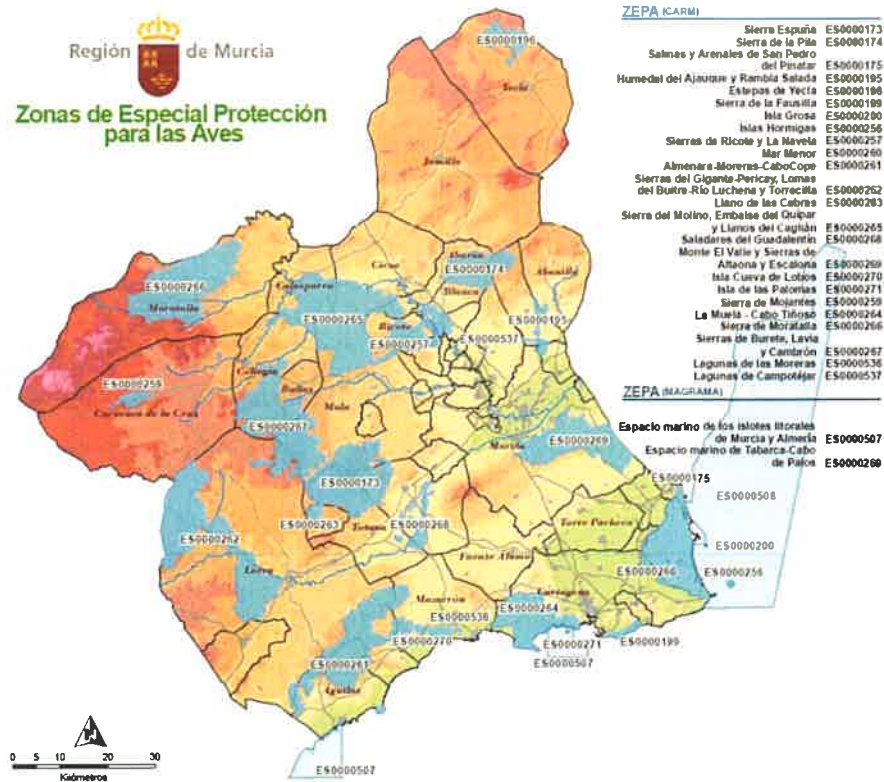 Región de Murcia
Zonas de Especial Protección
para las Aves
ZEPA (CARM)
Sierra Espuña ES0000173
Sierra de la Pila ES0000174
Salinas y Arenales de San Pedro
del Pinatar ES0000175
Humedal del Ajauque y Rambla Salada ES0000195
Estepas de Yecla ES0000196
Sierra de la Fausilla ES0000199
Isla Grosa ES0000200
Islas Hormigas ES0000256
Sierras de Ricote y La Navela ES0000257
Mar Menor ES0000260
Almenara-Moreras-CaboCope ES0000261
Sierras del Gigante-Pericay, Lomas
del Buitre-Río Luchena y Torrecilla ES0000262
Llano de las Cabras ES0000263
Sierra del Molino, Embalse del Quipar
y Llanos del Cagitán ES0000265
Saladares del Guadalentín ES0000268
Monte El Valle y Sierras de
Altaona y Escalona ES0000269
Isla Cueva de Lobos ES0000270
Isla de las Palomas ES0000271
Sierra de Mojantes ES0000259
La Muela - Cabo Tiñoso ES0000264
Sierra de Moratalla ES0000266
Sierras de Burete, Lavia
y Cambrón ES0000267
Lagunas de las Moreras ES0000536
Lagunas de Campotéjar ES0000537
ZEPA (MAGRAMA)
Espacio marino de los islotes litorales
de Murcia y Almería ES0000507
Espacio marino de Tabarca-Cabo
de Palos ES0000269
ES0000196
Yecla
Jumilla
ES0000266
Moratalla
Calasparra
Cieza
ES0000174
Blanca
Abanilla
ES0000265
Ricote
ES0000257
ES0000537
ES0000195
ES0000259
Caravaca de la Cruz
Cehegín
Bullas
Mula
ES0000267
Murcia
ES0000269
ES0000173
ES0000175
ES0000508
ES0000262
ES0000263
Totana
ES0000268
Torre Pacheco
ES0000200
Fuente Alamo
Lorca
ES0000260
ES0000256
Mazarrón
ES0000536
ES0000264
Cartagena
ES0000270
ES0000271
ES0000199
ES0000507
ES0000261
Aguilas
ES0000507
N
0 5 10 20 30
Kilómetros